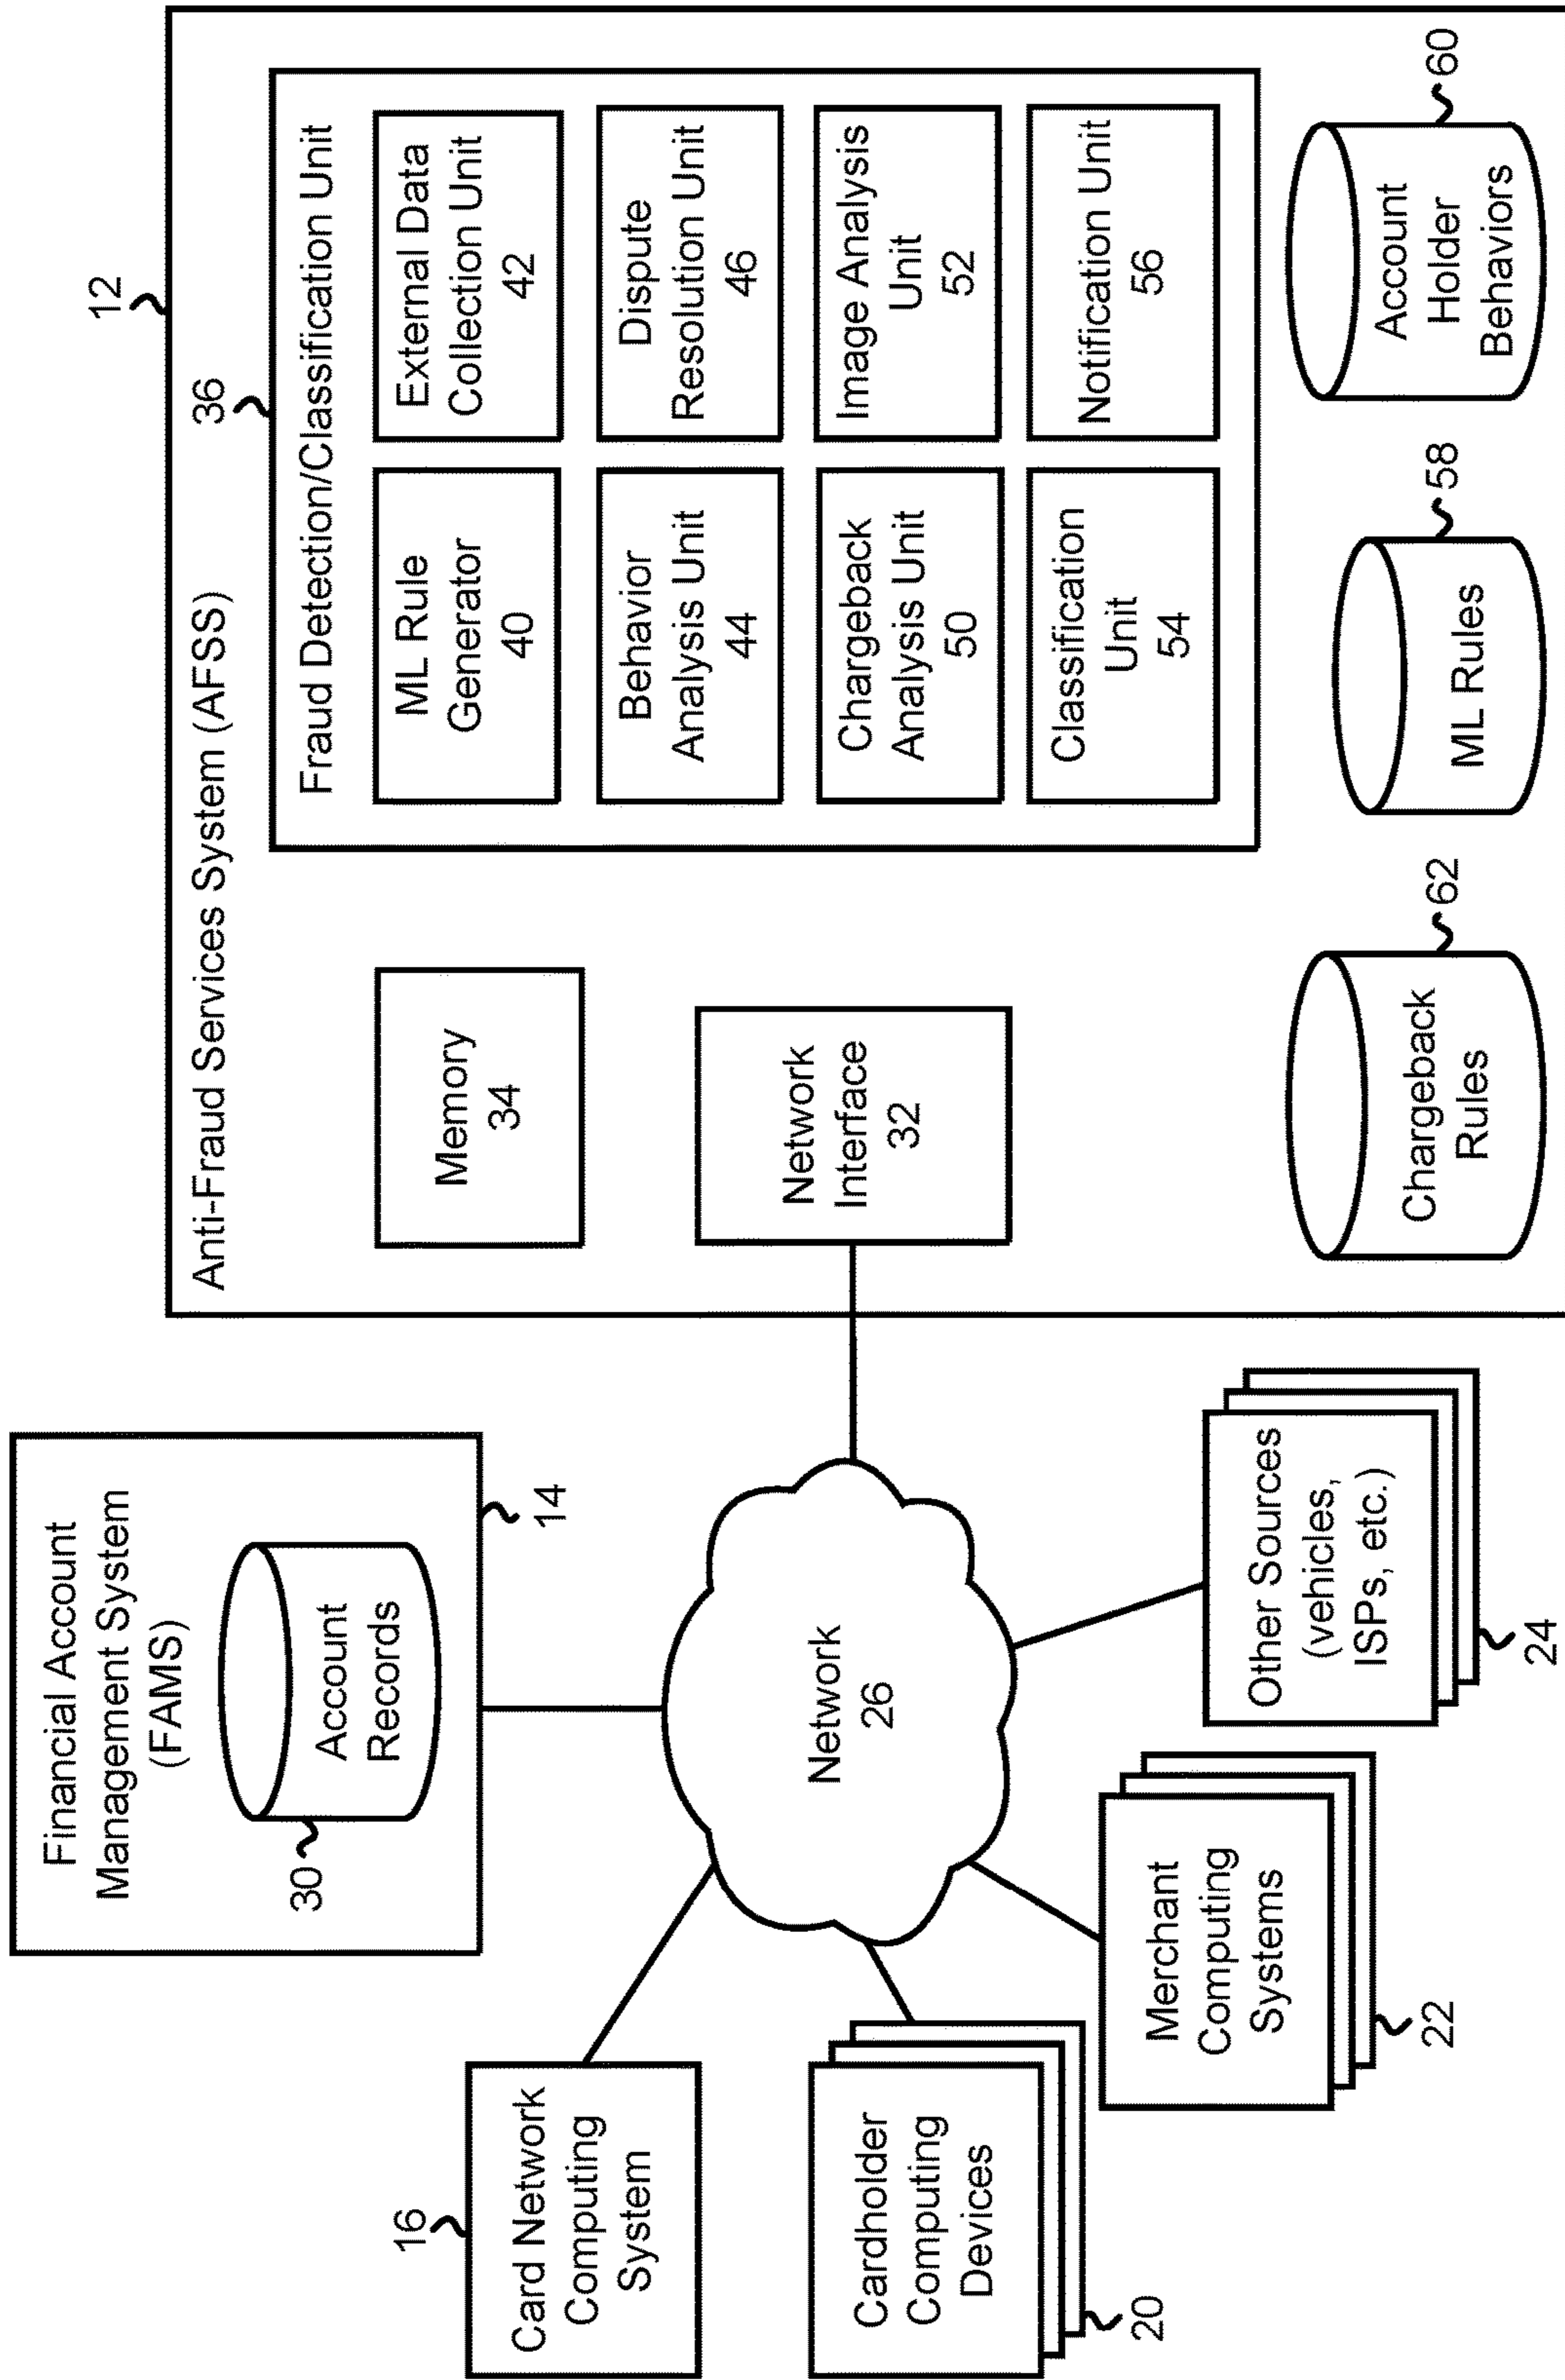 12
Anti-Fraud Services System (AFSS)
36
Fraud Detection/Classification Unit
ML Rule
Generator
40
External Data
Collection Unit
42
Behavior
Analysis Unit
44
Dispute
Resolution Unit
46
Chargeback
Analysis Unit
50
Image Analysis
Unit
52
Classification
Unit
54
Notification Unit
56
Memory
34
Network
Interface
32
Chargeback
Rules
62
ML Rules
58
Account
Holder
Behaviors
60
Financial Account
Management System
(FAMS)
Account
Records
30
14
Network
26
16
Card Network
Computing
System
Cardholder
Computing
Devices
20
Merchant
Computing
Systems
22
Other Sources
(vehicles,
ISPs, etc.)
24